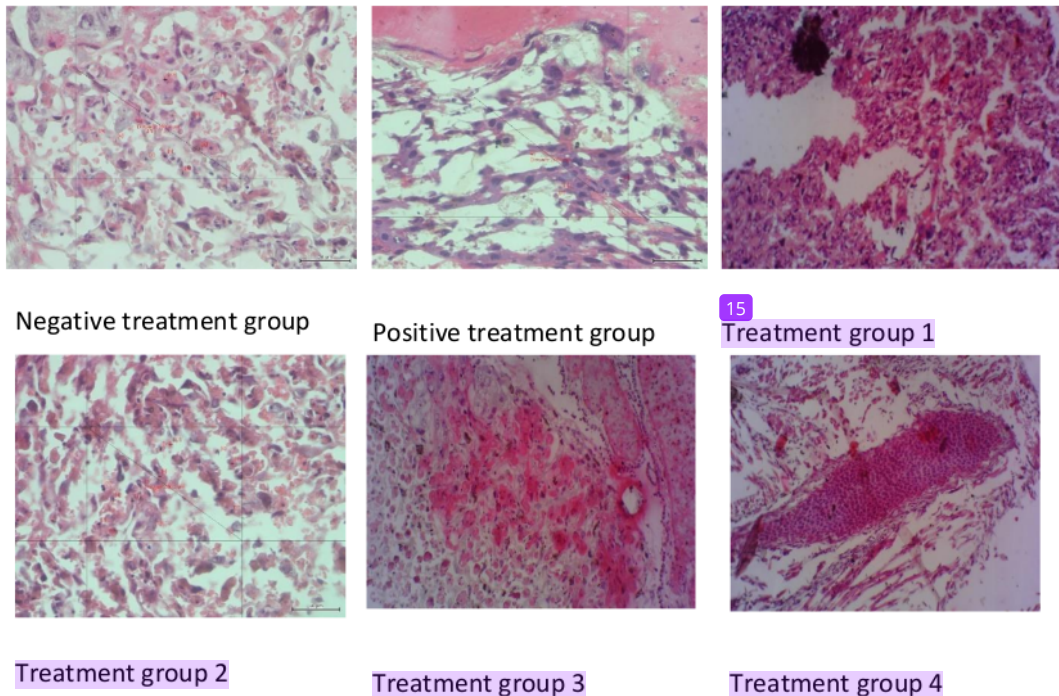 Negative treatment group
Positive treatment group
15
Treatment group 1
Treatment group 2
Treatment group 3
Treatment group 4